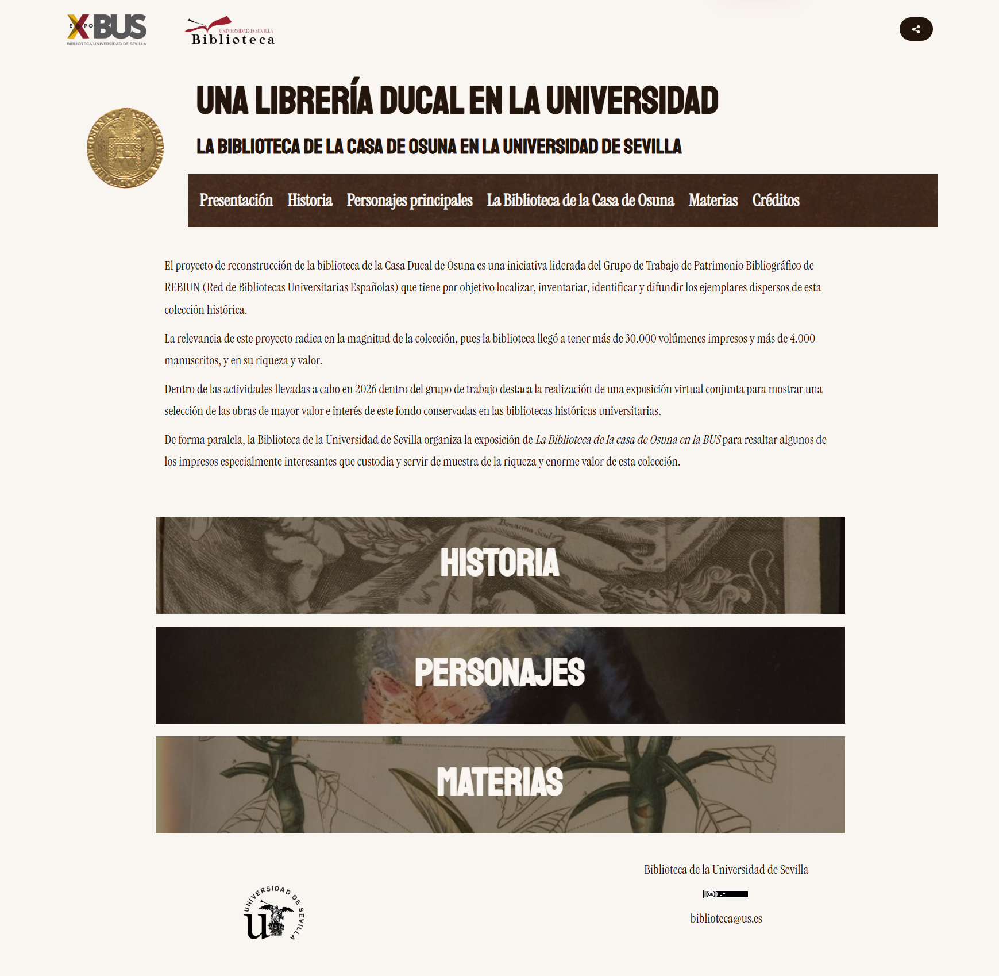 EXPO BUS
BIBLIOTECA UNIVERSIDAD DE SEVILLA
UNIVERSIDAD D SEVILLA
Biblioteca
UNA LIBRERÍA DUCAL EN LA UNIVERSIDAD
LA BIBLIOTECA DE LA CASA DE OSUNA EN LA UNIVERSIDAD DE SEVILLA
BIBLIOTECA DEL DUQUE DE OSUNA
Presentación Historia Personajes principales La Biblioteca de la Casa de Osuna Materias Créditos
El proyecto de reconstrucción de la biblioteca de la Casa Ducal de Osuna es una iniciativa liderada del Grupo de Trabajo de Patrimonio Bibliográfico de
REBIUN (Red de Bibliotecas Universitarias Españolas) que tiene por objetivo localizar, inventariar, identificar y difundir los ejemplares dispersos de esta
colección histórica.
La relevancia de este proyecto radica en la magnitud de la colección, pues la biblioteca llegó a tener más de 30.000 volúmenes impresos y más de 4.000
manuscritos, y en su riqueza y valor.
Dentro de las actividades llevadas a cabo en 2026 dentro del grupo de trabajo destaca la realización de una exposición virtual conjunta para mostrar una
selección de las obras de mayor valor e interés de este fondo conservadas en las bibliotecas históricas universitarias.
De forma paralela, la Biblioteca de la Universidad de Sevilla organiza la exposición de La Biblioteca de la casa de Osuna en la BUS para resaltar algunos de
los impresos especialmente interesantes que custodia y servir de muestra de la riqueza y enorme valor de esta colección.
Bonacina Scul.
HISTORIA
PERSONAJES
MATERIAS
Biblioteca de la Universidad de Sevilla
cc BY
biblioteca@us.es
UNIVERSIDAD DE SEVILLA